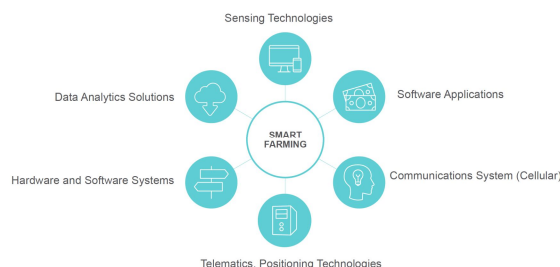 Sensing Technologies
Data Analytics Solutions
Software Applications
SMART
FARMING
Hardware and Software Systems
Communications System (Cellular)
Telematics, Positioning Technologies